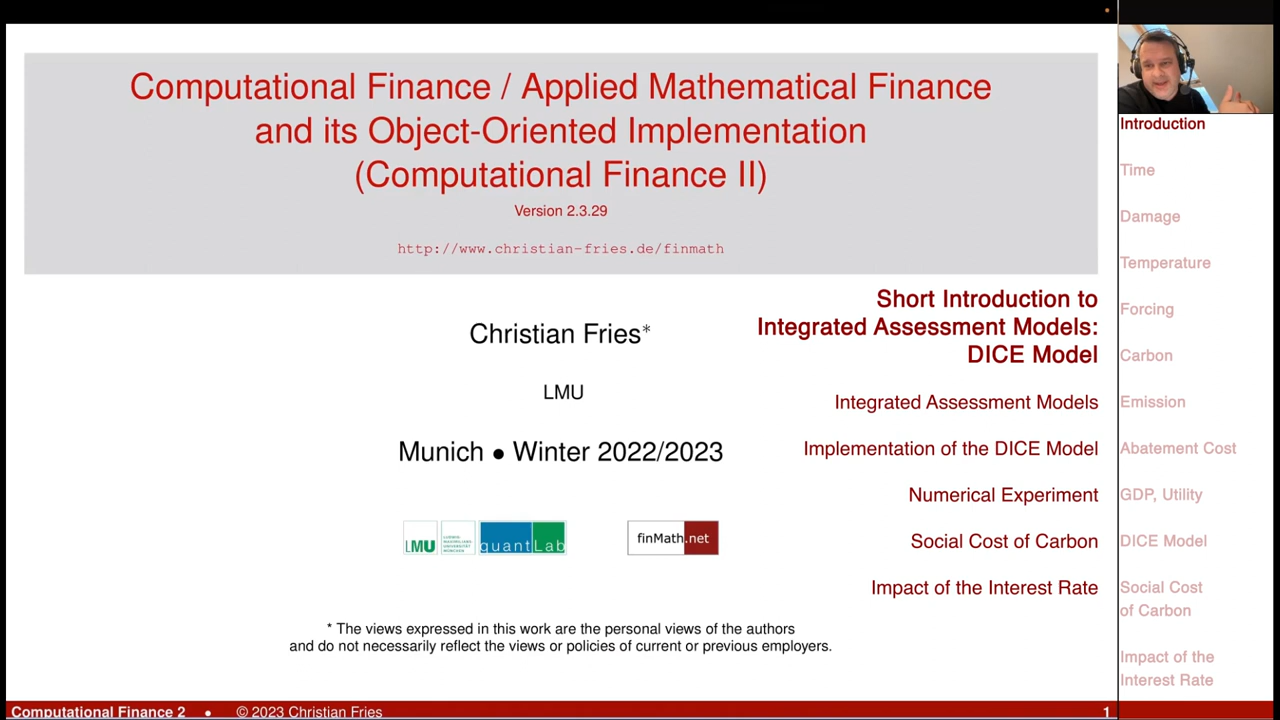 Computational Finance / Applied Mathematical Finance
and its Object-Oriented Implementation
(Computational Finance II)
Version 2.3.29
http://www.christian-fries.de/finmath
Christian Fries*
LMU
Munich • Winter 2022/2023
LMU
LUDWIG-
MAXIMILIANS-
UNIVERSITÄT
MÜNCHEN
quantLab
finMath.net
* The views expressed in this work are the personal views of the authors
and do not necessarily reflect the views or policies of current or previous employers.
Short Introduction to
Integrated Assessment Models:
DICE Model
Integrated Assessment Models
Implementation of the DICE Model
Numerical Experiment
Social Cost of Carbon
Impact of the Interest Rate
Introduction
Time
Damage
Temperature
Forcing
Carbon
Emission
Abatement Cost
GDP, Utility
DICE Model
Social Cost
of Carbon
Impact of the
Interest Rate
Computational Finance 2 • © 2023 Christian Fries 1